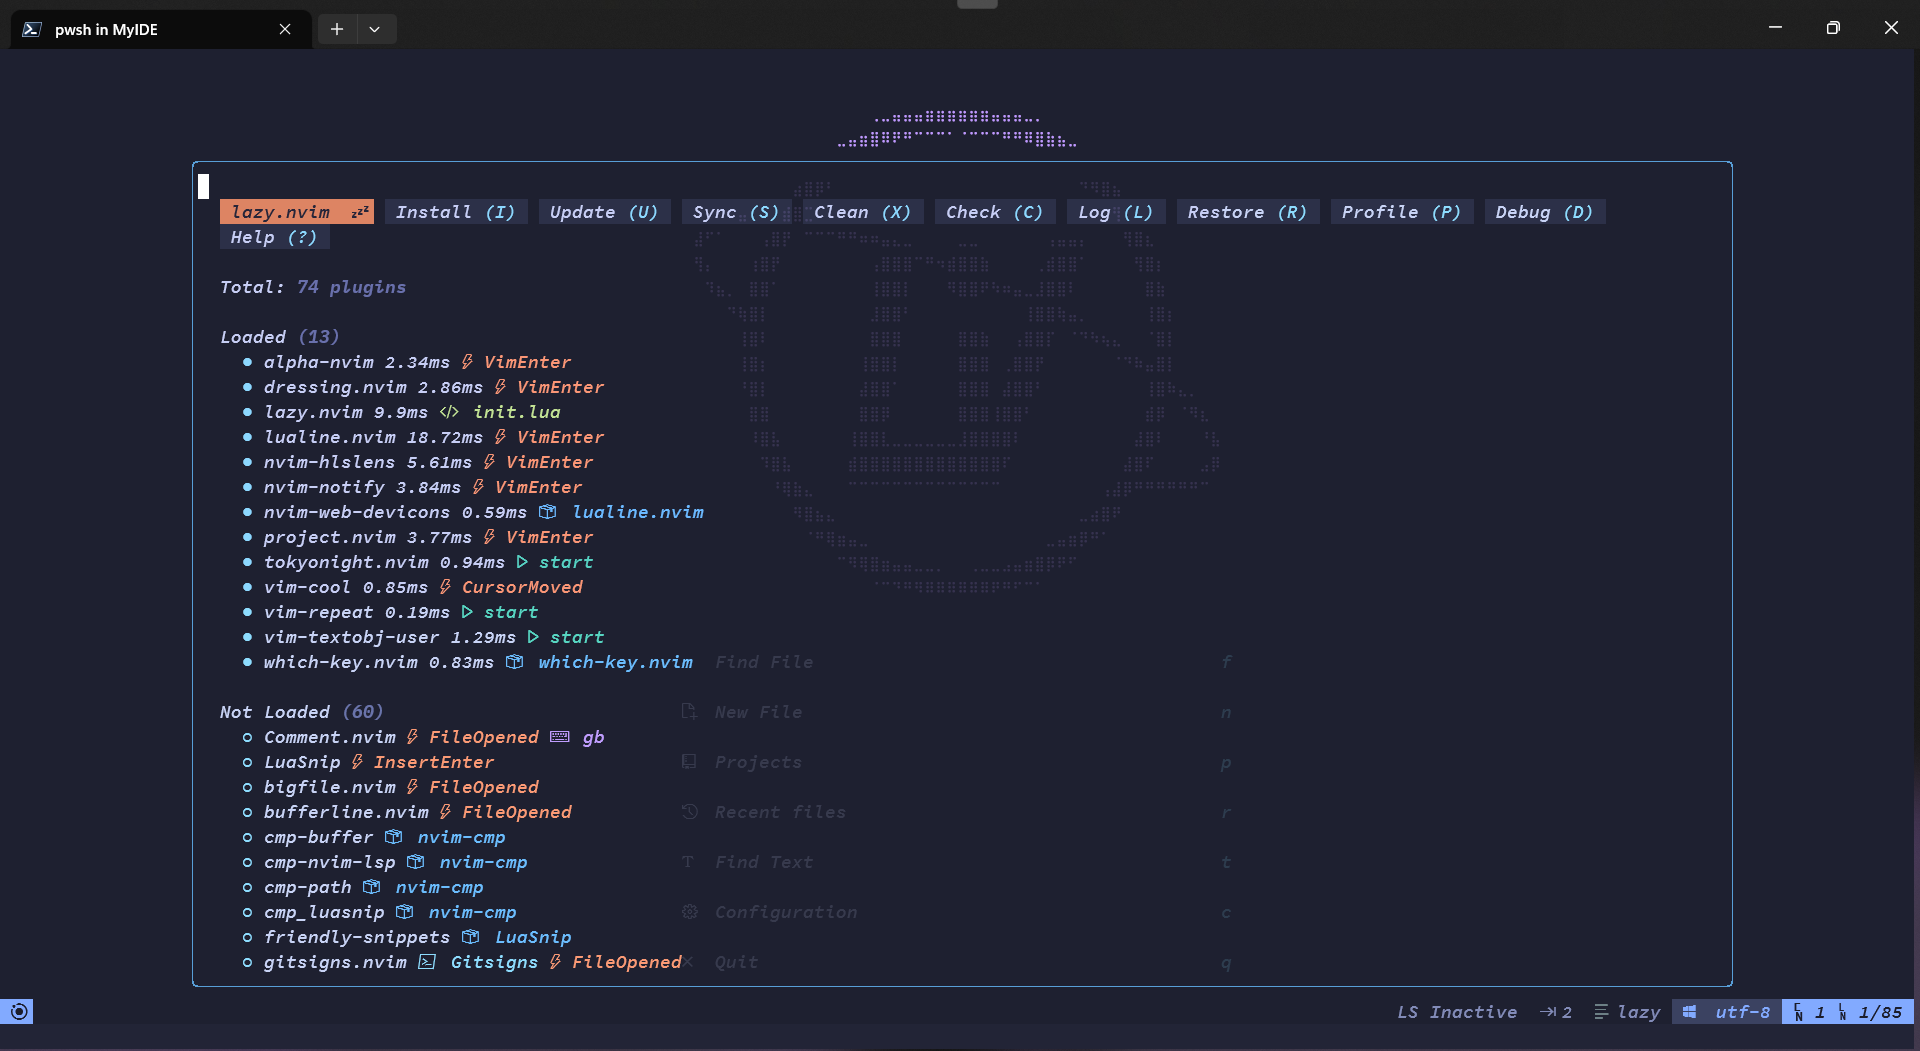 pwsh in MyIDE
lazy.nvim zzz Install (I) Update (U) Sync (S) Clean (X) Check (C) Log (L) Restore (R) Profile (P) Debug (D)
Help (?)
Total: 74 plugins
Loaded (13)
alpha-nvim 2.34ms VimEnter
dressing.nvim 2.86ms VimEnter
lazy.nvim 9.9ms </> init.lua
lualine.nvim 18.72ms VimEnter
nvim-hlslens 5.61ms VimEnter
nvim-notify 3.84ms VimEnter
nvim-web-devicons 0.59ms lualine.nvim
project.nvim 3.77ms VimEnter
tokyonight.nvim 0.94ms start
vim-cool 0.85ms CursorMoved
vim-repeat 0.19ms start
vim-textobj-user 1.29ms start
which-key.nvim 0.83ms which-key.nvim Find File f
Not Loaded (60) New File n
Comment.nvim FileOpened gb
LuaSnip InsertEnter Projects p
bigfile.nvim FileOpened
bufferline.nvim FileOpened Recent files r
cmp-buffer nvim-cmp
cmp-nvim-lsp nvim-cmp Find Text t
cmp-path nvim-cmp
cmp_luasnip nvim-cmp Configuration c
friendly-snippets LuaSnip
gitsigns.nvim Gitsigns FileOpened Quit q
LS Inactive 2 lazy utf-8 CN 1 LN 1/85